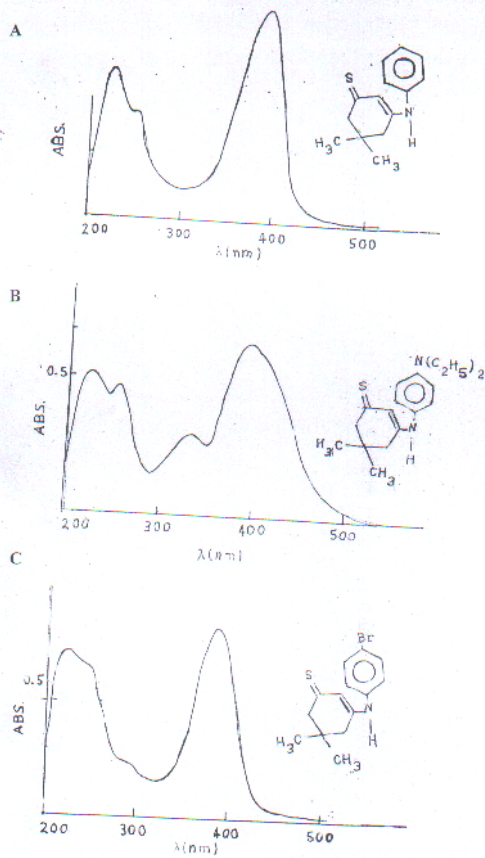 A
ABS.
S
N
H
H3C
CH3
200 300 400 500
λ(nm)
B
0.5
ABS.
N(C2H5)2
S
N
H
H3C
CH3
200 300 400 500
λ(nm)
C
0.5
ABS.
Br
S
N
H
H3C
CH3
200 300 400 500
λ(nm)